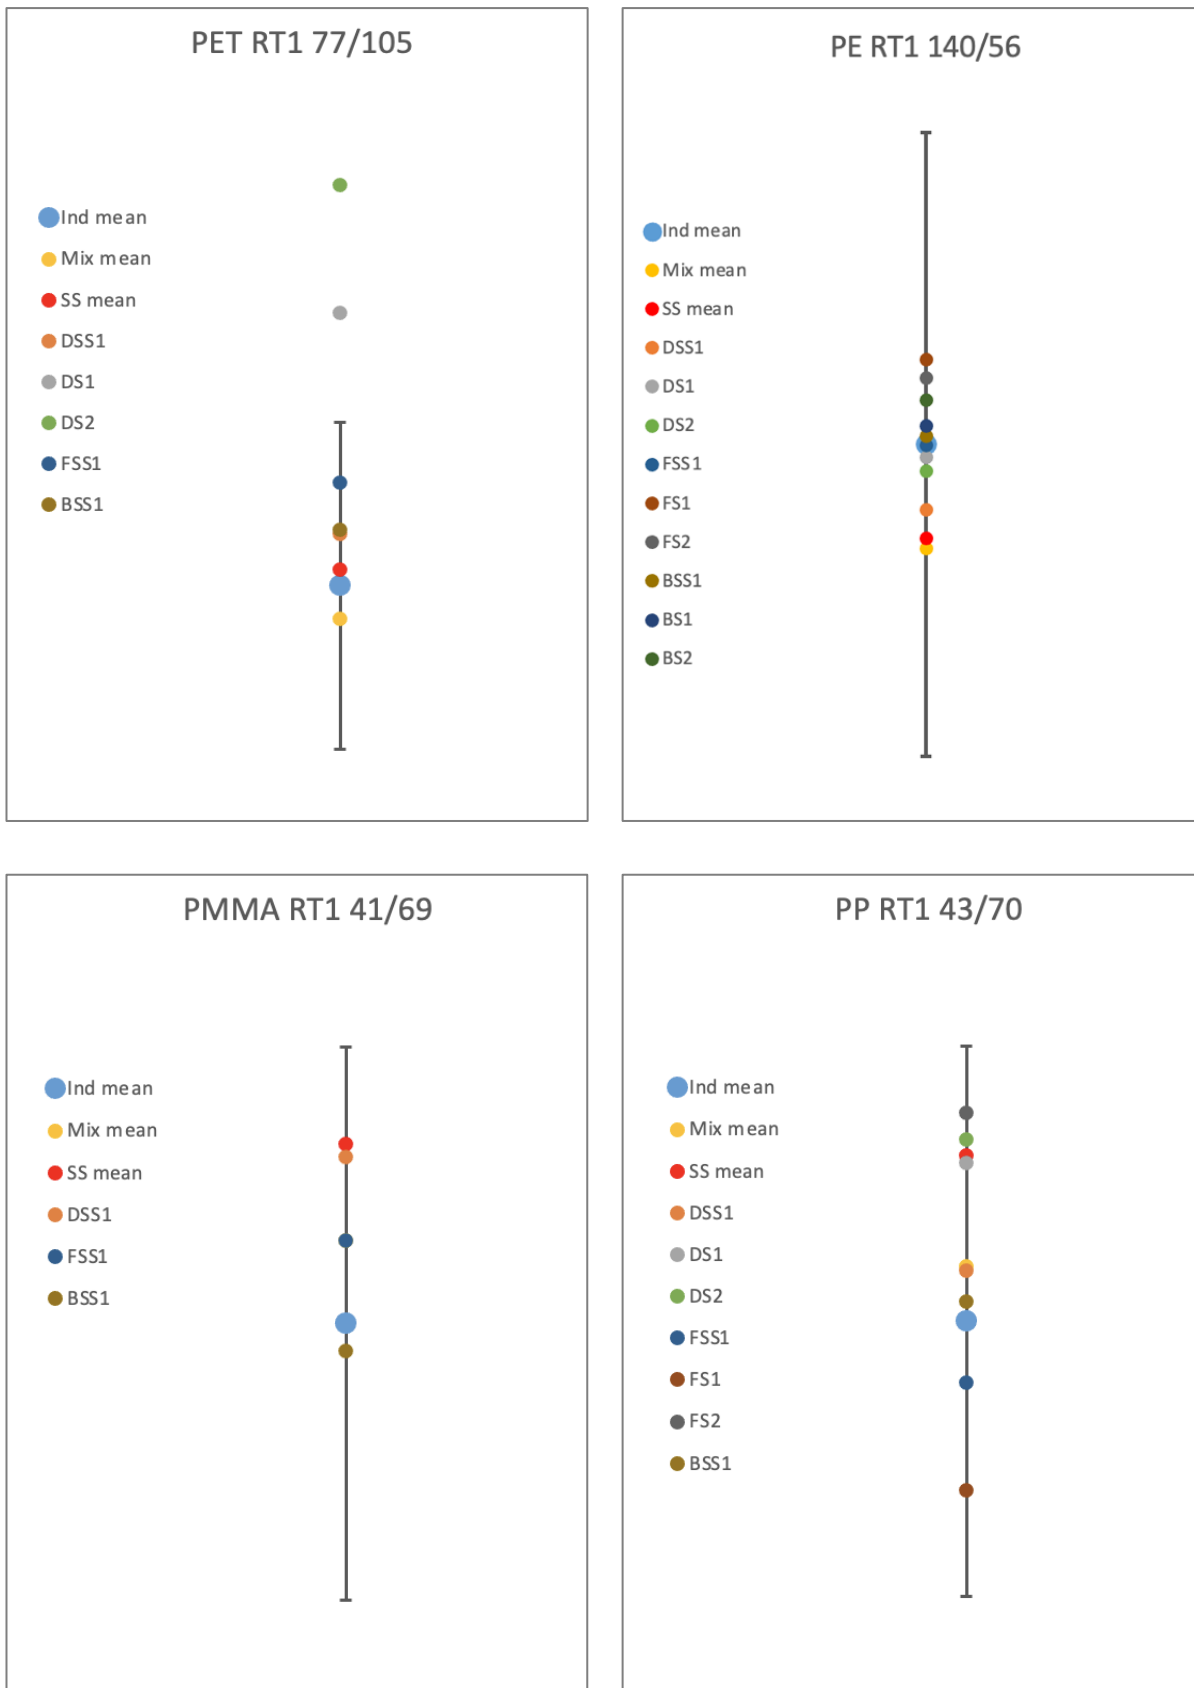 PET RT1 77/105
Ind mean
Mix mean
SS mean
DSS1
DS1
DS2
FSS1
BSS1
PE RT1 140/56
Ind mean
Mix mean
SS mean
DSS1
DS1
DS2
FSS1
FS1
FS2
BSS1
BS1
BS2
PMMA RT1 41/69
Ind mean
Mix mean
SS mean
DSS1
FSS1
BSS1
PP RT1 43/70
Ind mean
Mix mean
SS mean
DSS1
DS1
DS2
FSS1
FS1
FS2
BSS1